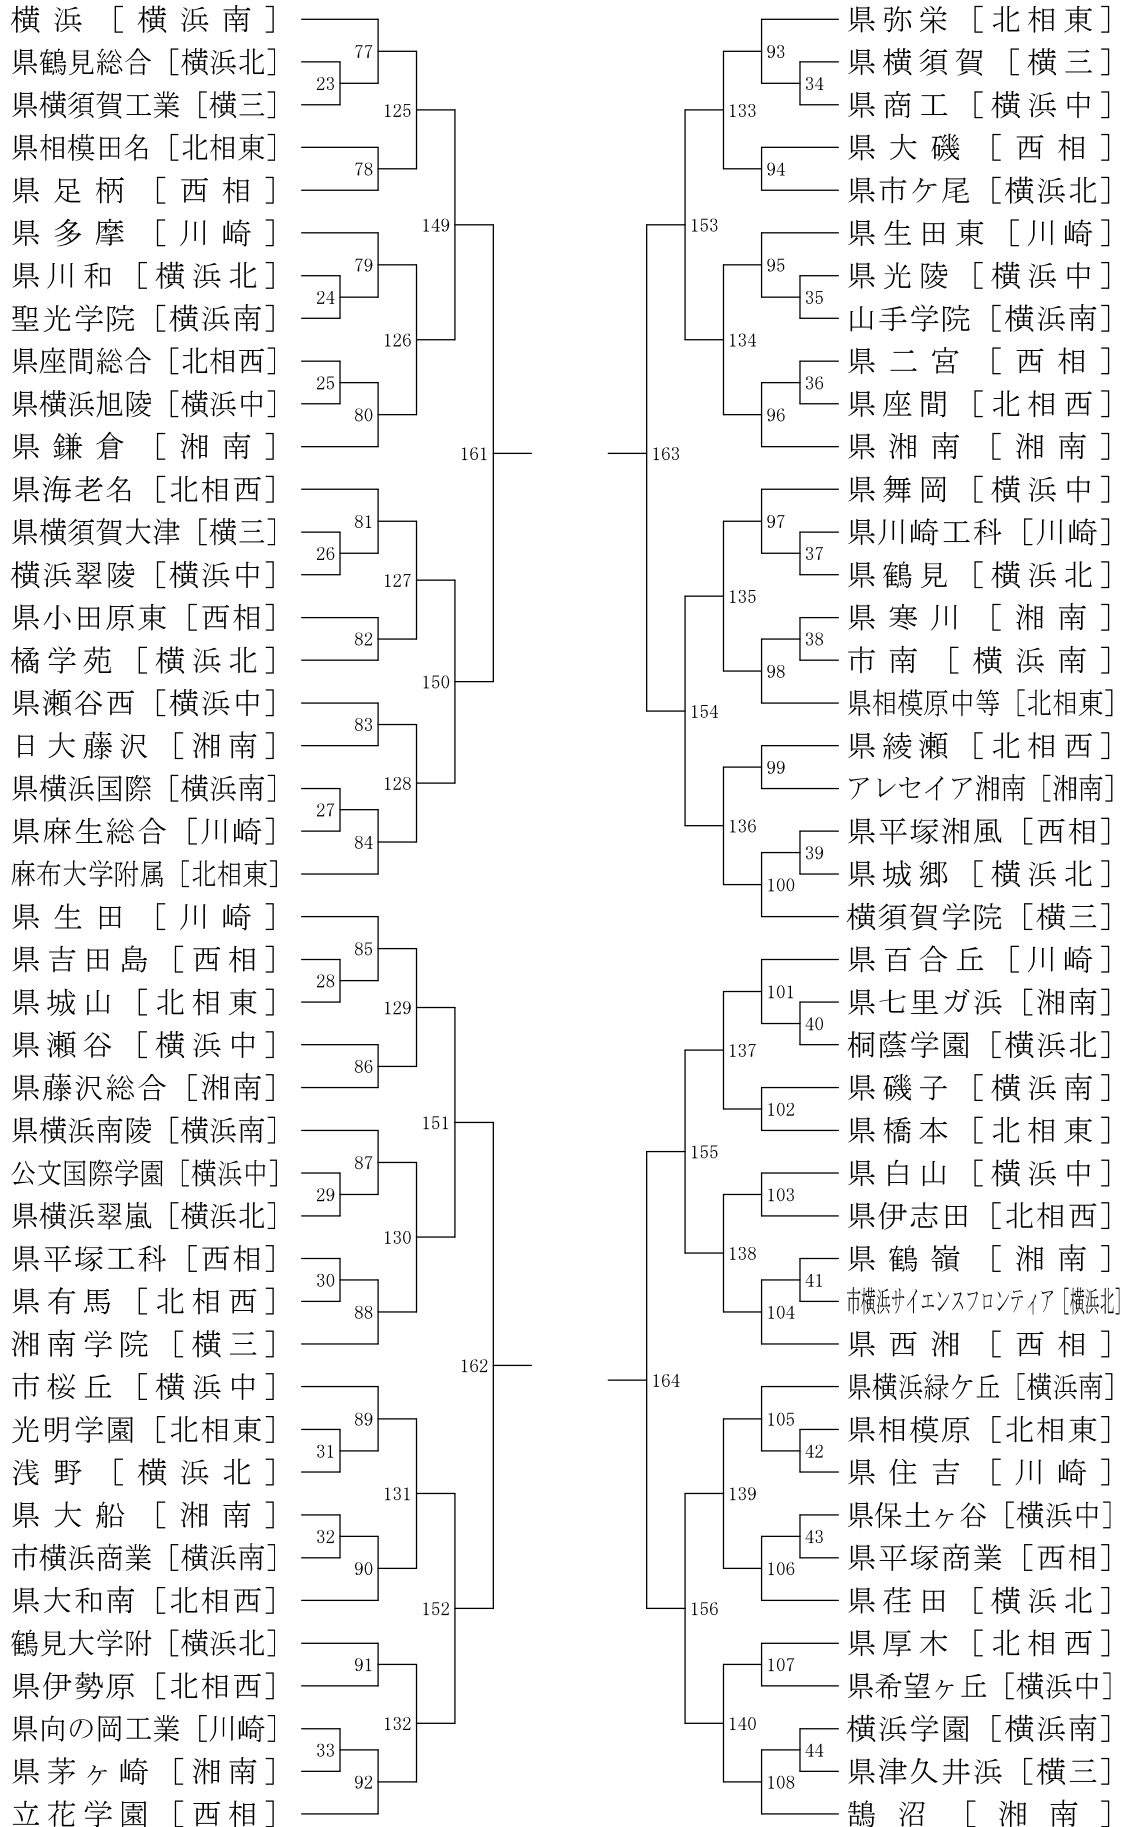 横浜 [横浜南]
県鶴見総合 [横浜北]
県横須賀工業 [横三]
県相模田名 [北相東]
県足柄 [西相]
県多摩 [川崎]
県川和 [横浜北]
聖光学院 [横浜南]
県座間総合 [北相西]
県横浜旭陵 [横浜中]
県鎌倉 [湘南]
県海老名 [北相西]
県横須賀大津 [横三]
横浜翠陵 [横浜中]
県小田原東 [西相]
橘学苑 [横浜北]
県瀬谷西 [横浜中]
日大藤沢 [湘南]
県横浜国際 [横浜南]
県麻生総合 [川崎]
麻布大学附属 [北相東]
県生田 [川崎]
県吉田島 [西相]
県城山 [北相東]
県瀬谷 [横浜中]
県藤沢総合 [湘南]
県横浜南陵 [横浜南]
公文国際学園 [横浜中]
県横浜翠嵐 [横浜北]
県平塚工科 [西相]
県有馬 [北相西]
湘南学院 [横三]
市桜丘 [横浜中]
光明学園 [北相東]
浅野 [横浜北]
県大船 [湘南]
市横浜商業 [横浜南]
県大和南 [北相西]
鶴見大学附 [横浜北]
県伊勢原 [北相西]
県向の岡工業 [川崎]
県茅ヶ崎 [湘南]
立花学園 [西相]
23
24
25
26
27
28
29
30
31
32
33
77
78
79
80
81
82
83
84
85
86
87
88
89
90
91
92
125
126
127
128
129
130
131
132
149
150
151
152
161
162
163
164
153
154
155
156
133
134
135
136
137
138
139
140
93
94
95
96
97
98
99
100
101
102
103
104
105
106
107
108
34
35
36
37
38
39
40
41
42
43
44
県弥栄 [北相東]
県横須賀 [横三]
県商工 [横浜中]
県大磯 [西相]
県市ケ尾 [横浜北]
県生田東 [川崎]
県光陵 [横浜中]
山手学院 [横浜南]
県二宮 [西相]
県座間 [北相西]
県湘南 [湘南]
県舞岡 [横浜中]
県川崎工科 [川崎]
県鶴見 [横浜北]
県寒川 [湘南]
市南 [横浜南]
県相模原中等 [北相東]
県綾瀬 [北相西]
アレセイア湘南 [湘南]
県平塚湘風 [西相]
県城郷 [横浜北]
横須賀学院 [横三]
県百合丘 [川崎]
県七里ガ浜 [湘南]
桐蔭学園 [横浜北]
県磯子 [横浜南]
県橋本 [北相東]
県白山 [横浜中]
県伊志田 [北相西]
県鶴嶺 [湘南]
市横浜サイエンスフロンティア [横浜北]
県西湘 [西相]
県横浜緑ケ丘 [横浜南]
県相模原 [北相東]
県住吉 [川崎]
県保土ヶ谷 [横浜中]
県平塚商業 [西相]
県荏田 [横浜北]
県厚木 [北相西]
県希望ヶ丘 [横浜中]
横浜学園 [横浜南]
県津久井浜 [横三]
鵠沼 [湘南]